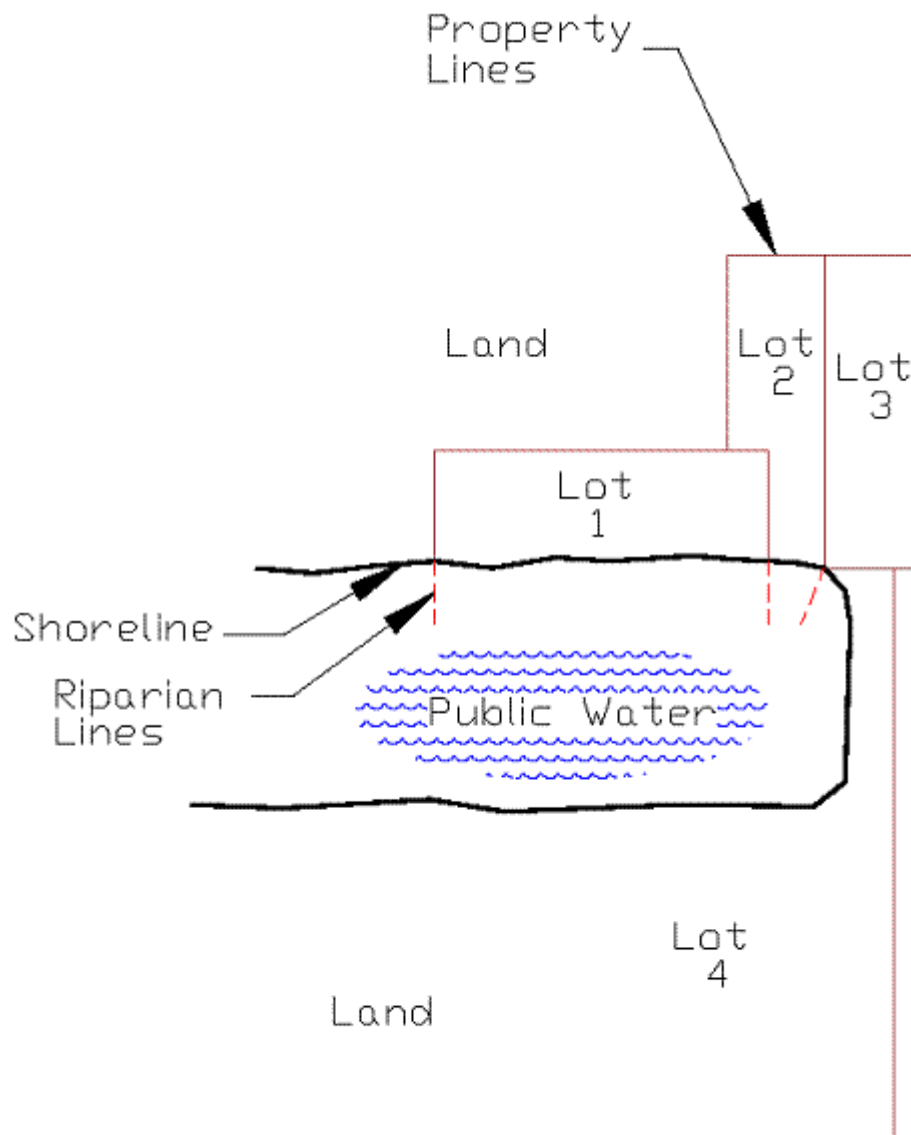 Property
Lines
Land
Lot
2
Lot
3
Lot
1
Shoreline
Riparian
Lines
Public Water
Lot
4
Land